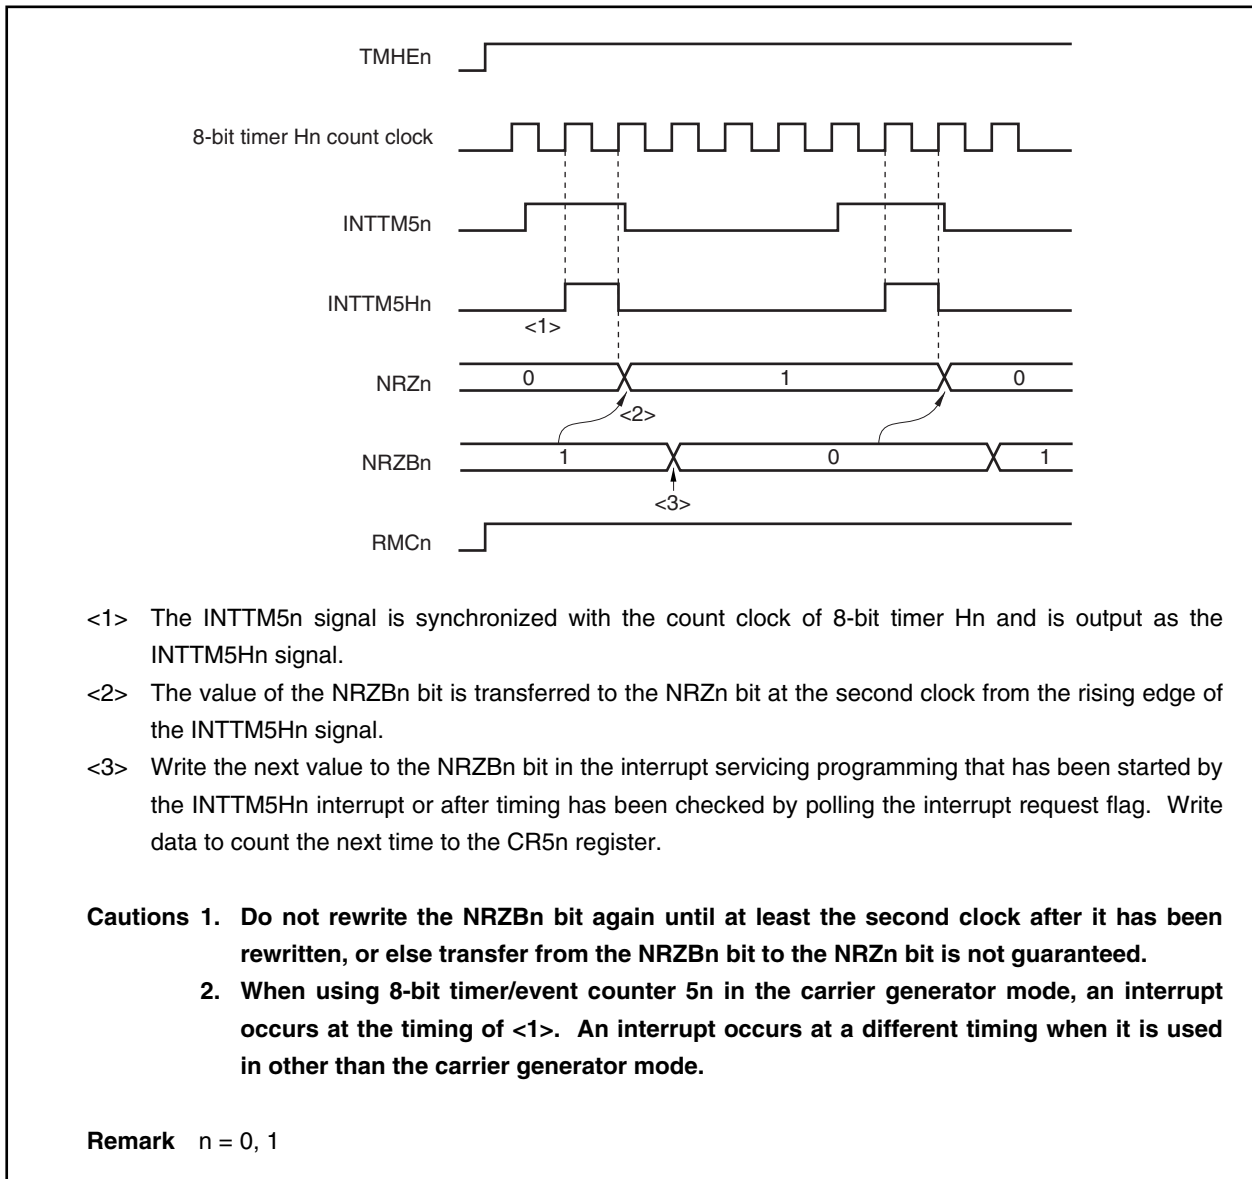 TMHEn
8-bit timer Hn count clock
INTTM5n
INTTM5Hn
<1>
NRZn
0
1
0
<2>
NRZBn
1
0
1
<3>
RMCn
<1> The INTTM5n signal is synchronized with the count clock of 8-bit timer Hn and is output as the
INTTM5Hn signal.
<2> The value of the NRZBn bit is transferred to the NRZn bit at the second clock from the rising edge of
the INTTM5Hn signal.
<3> Write the next value to the NRZBn bit in the interrupt servicing programming that has been started by
the INTTM5Hn interrupt or after timing has been checked by polling the interrupt request flag. Write
data to count the next time to the CR5n register.
Cautions 1. Do not rewrite the NRZBn bit again until at least the second clock after it has been
rewritten, or else transfer from the NRZBn bit to the NRZn bit is not guaranteed.
2. When using 8-bit timer/event counter 5n in the carrier generator mode, an interrupt
occurs at the timing of <1>. An interrupt occurs at a different timing when it is used
in other than the carrier generator mode.
Remark n = 0, 1